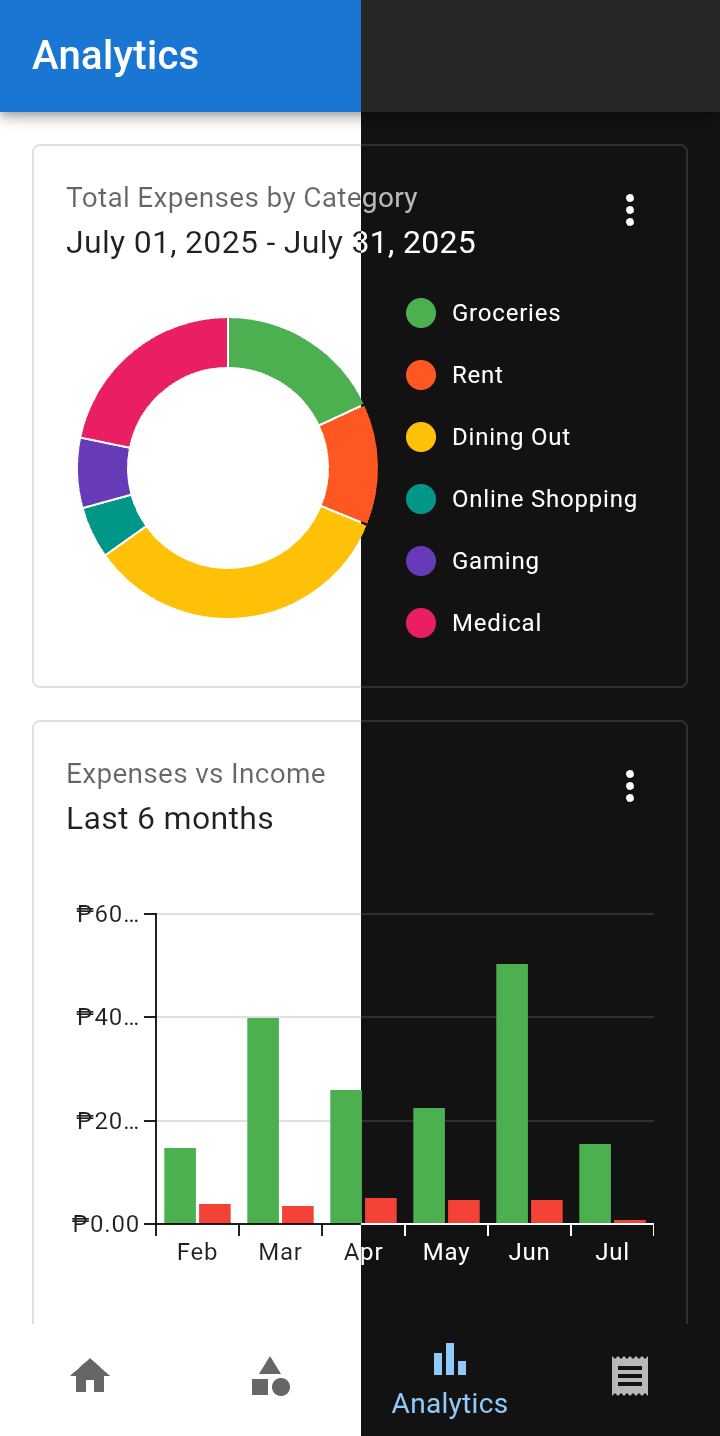 Analytics
Total Expenses by Category
July 01, 2025 - July 31, 2025
Groceries
Rent
Dining Out
Online Shopping
Gaming
Medical
Expenses vs Income
Last 6 months
₱60...
₱40...
₱20...
₱0.00
Feb Mar Apr May Jun Jul
Analytics